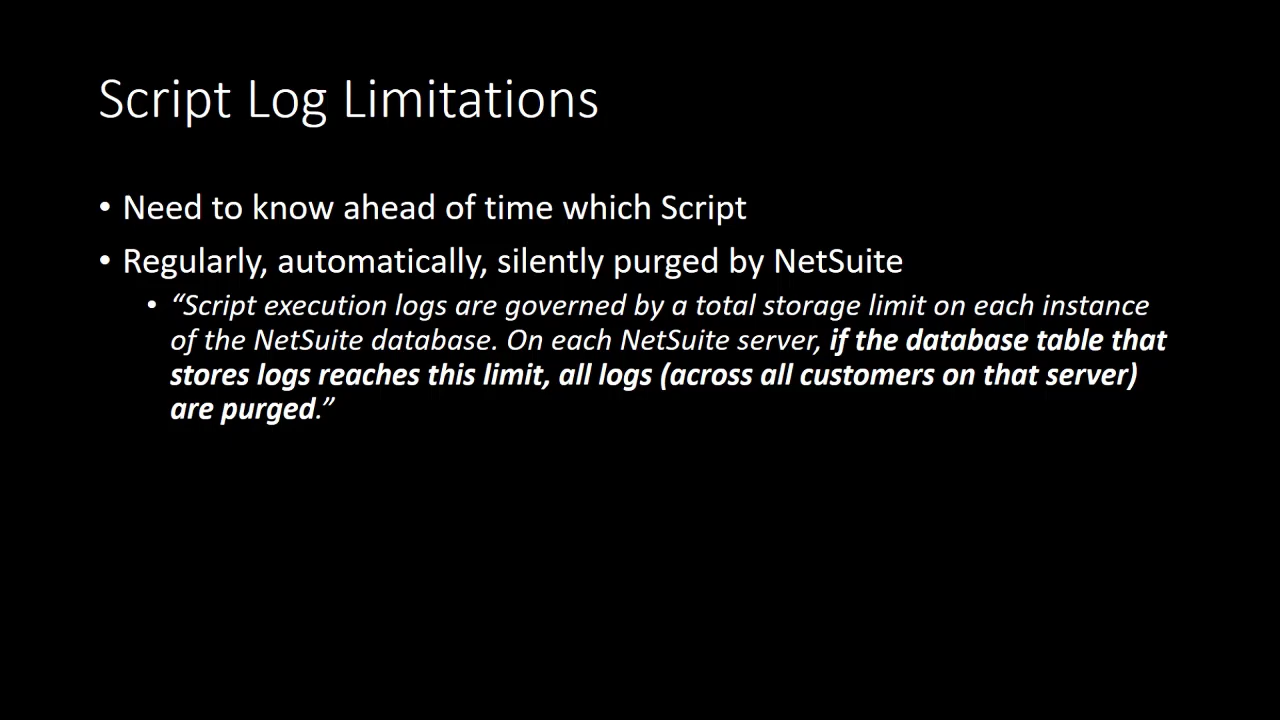 Script Log Limitations
• Need to know ahead of time which Script
• Regularly, automatically, silently purged by NetSuite
• “Script execution logs are governed by a total storage limit on each instance
of the NetSuite database. On each NetSuite server, if the database table that
stores logs reaches this limit, all logs (across all customers on that server)
are purged.”